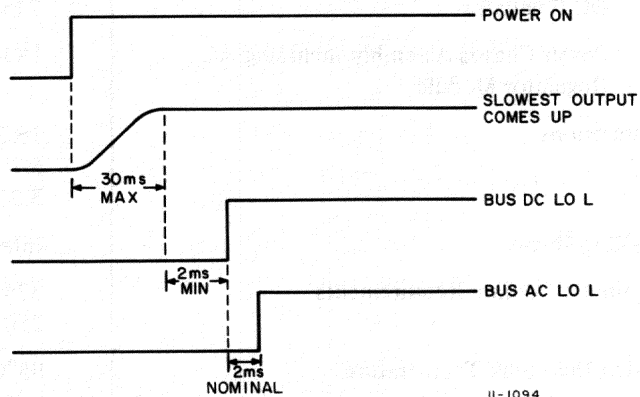 POWER ON
SLOWEST OUTPUT
COMES UP
30ms
MAX
BUS DC LO L
2ms
MIN
BUS AC LO L
2ms
NOMINAL
11-1094